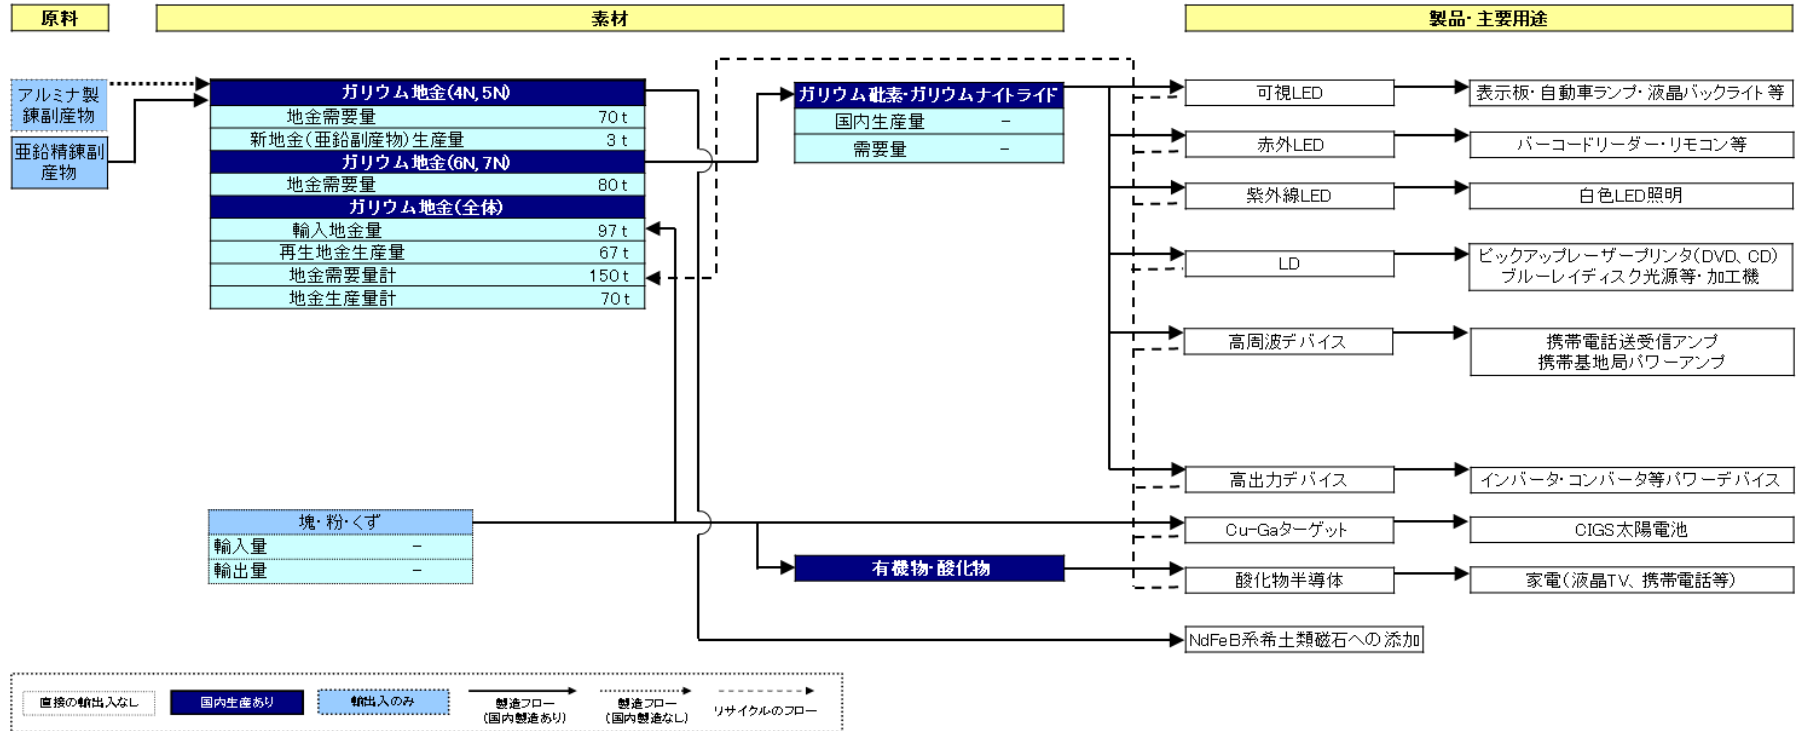 原料
素材
製品・主要用途
アルミナ製
錬副産物
亜鉛精錬副
産物
ガリウム地金(4N,5N)
地金需要量 70t
新地金(亜鉛副産物)生産量 3t
ガリウム地金(6N,7N)
地金需要量 80t
ガリウム地金(全体)
輸入地金量 97t
再生地金生産量 67t
地金需要量計 150t
地金生産量計 70t
塊・粉・くず
輸入量 -
輸出量 -
ガリウム砒素・ガリウムナイトライド
国内生産量 -
需要量 -
有機物・酸化物
可視LED
表示板・自動車ランプ・液晶バックライト等
赤外LED
バーコードリーダー・リモコン等
紫外線LED
白色LED照明
LD
ピックアップレーザープリンタ(DVD、CD)
ブルーレイディスク光源等・加工機
高周波デバイス
携帯電話送受信アンプ
携帯基地局パワーアンプ
高出力デバイス
インバータ・コンバータ等パワーデバイス
Cu-Gaターゲット
CIGS太陽電池
酸化物半導体
家電(液晶TV、携帯電話等)
NdFeB系希土類磁石への添加
直接の輸出入なし
国内生産あり
輸出入のみ
製造フロー
(国内製造あり)
製造フロー
(国内製造なし)
リサイクルのフロー